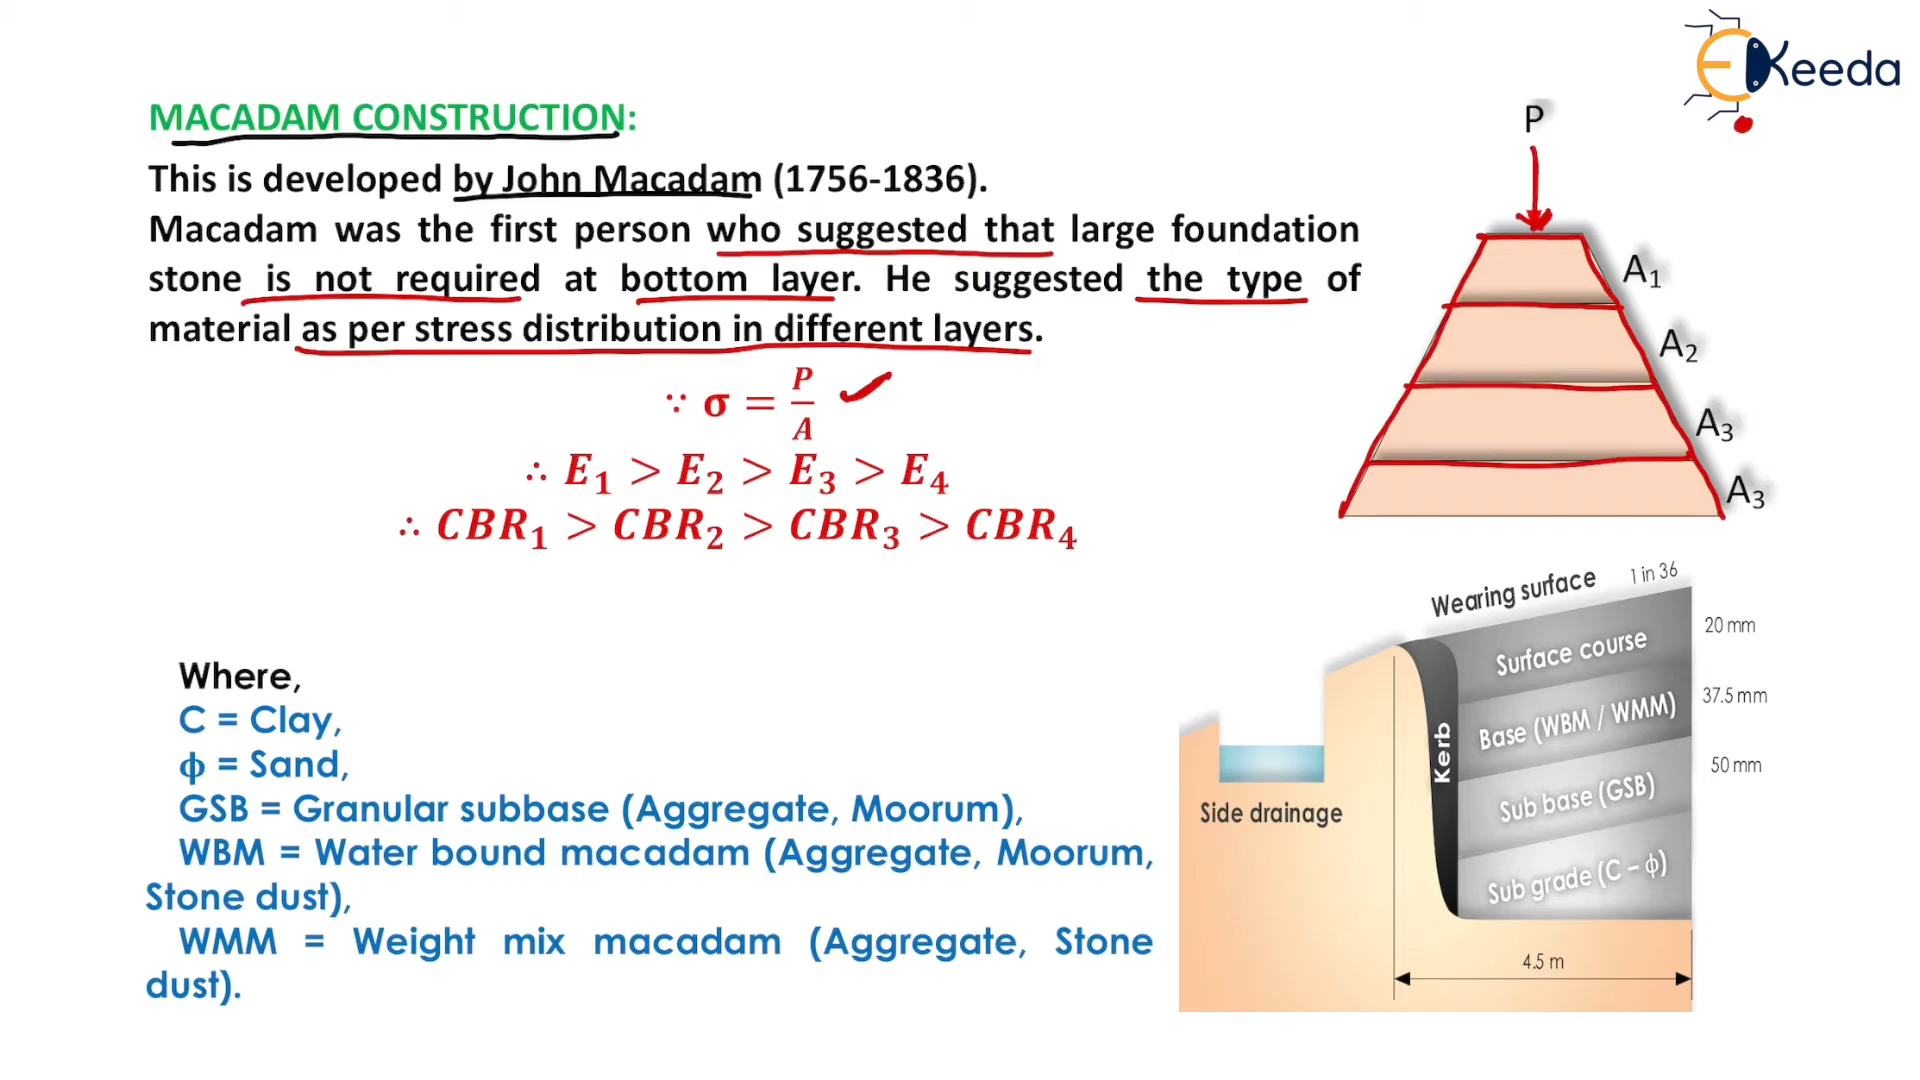 EKeeda
MACADAM CONSTRUCTION:
This is developed by John Macadam (1756-1836).
Macadam was the first person who suggested that large foundation
stone is not required at bottom layer. He suggested the type of
material as per stress distribution in different layers.
∵ σ = P/A
∴ E₁ > E₂ > E₃ > E₄
∴ CBR₁ > CBR₂ > CBR₃ > CBR₄
P
A₁
A₂
A₃
A₃
Where,
C = Clay,
ϕ = Sand,
GSB = Granular subbase (Aggregate, Moorum),
WBM = Water bound macadam (Aggregate, Moorum,
Stone dust),
WMM = Weight mix macadam (Aggregate, Stone
dust).
Wearing surface
1 in 36
Surface course
20 mm
Base (WBM / WMM)
37.5 mm
Sub base (GSB)
50 mm
Sub grade (C – ϕ)
Kerb
Side drainage
4.5 m